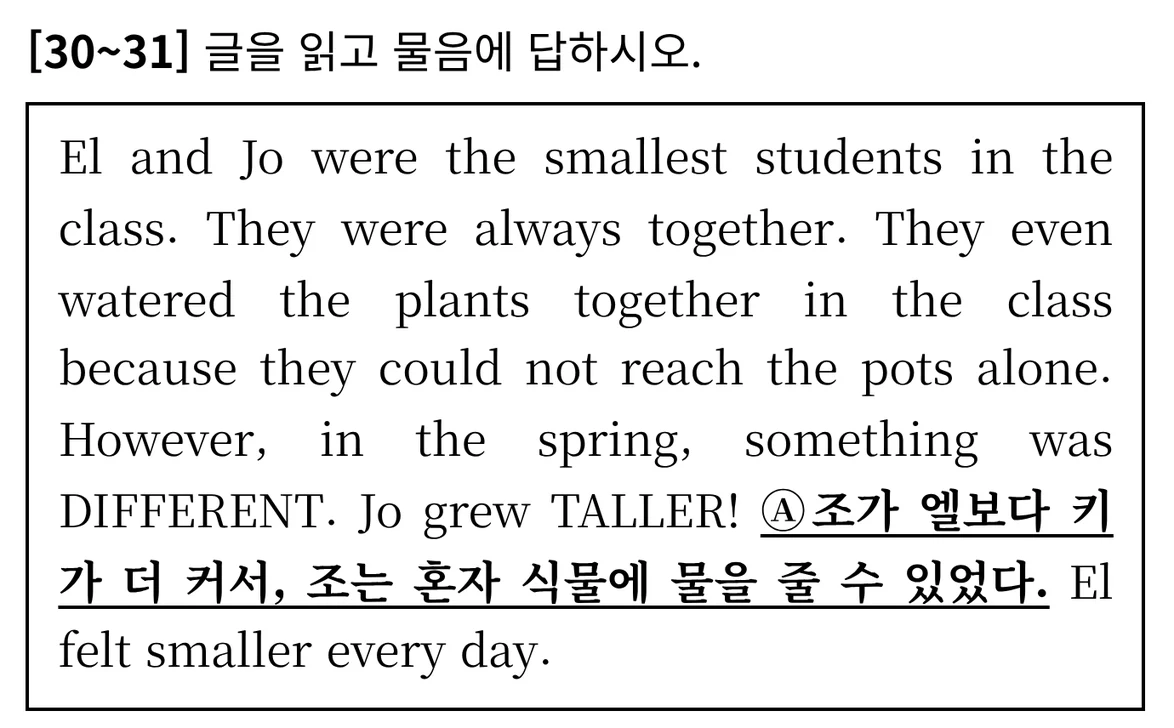 [30~31] 글을 읽고 물음에 답하시오.
El and Jo were the smallest students in the
class. They were always together. They even
watered the plants together in the class
because they could not reach the pots alone.
However, in the spring, something was
DIFFERENT. Jo grew TALLER! Ⓐ조가 엘보다 키
가 더 커서, 조는 혼자 식물에 물을 줄 수 있었다. El
felt smaller every day.